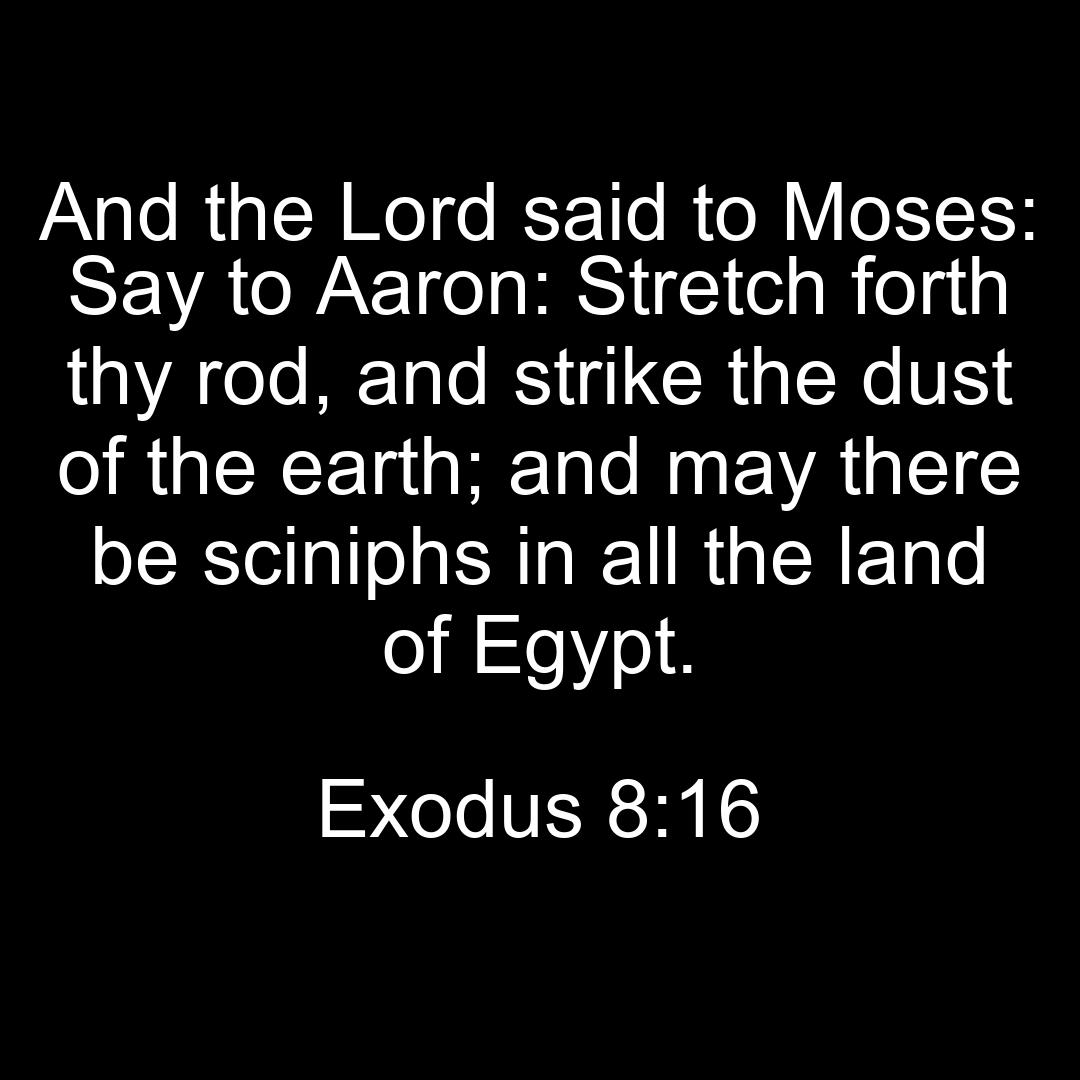 And the Lord said to Moses:
Say to Aaron: Stretch forth
thy rod, and strike the dust
of the earth; and may there
be sciniphs in all the land
of Egypt.
Exodus 8:16